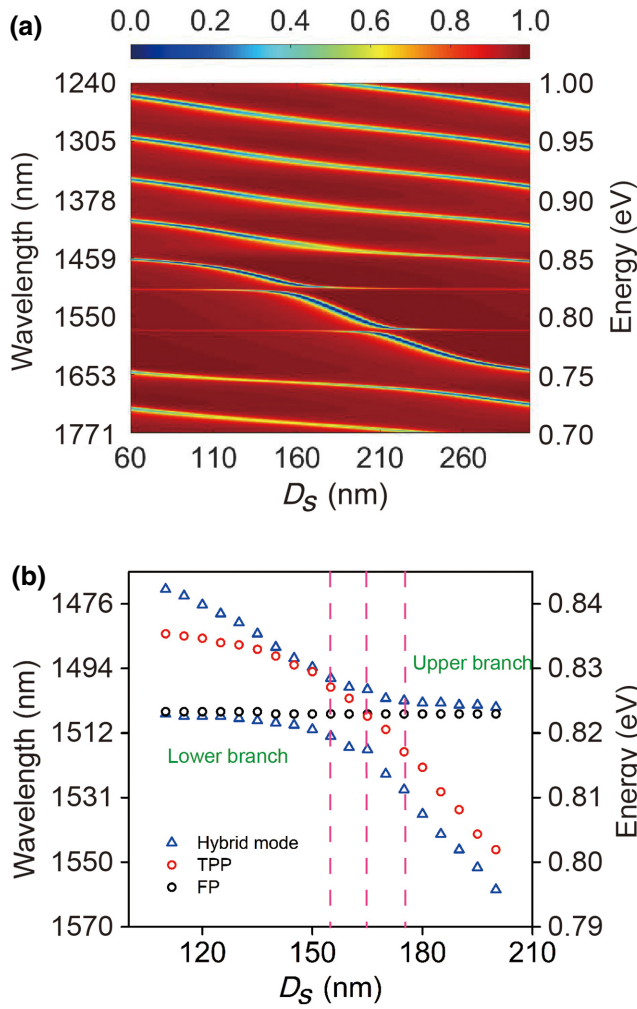 (a)
0.0 0.2 0.4 0.6 0.8 1.0
1240 1.00
1305 0.95
1378 0.90
1459 0.85
1550 0.80
1653 0.75
1771 0.70
Wavelength (nm)
Energy (eV)
60 110 160 210 260
Ds (nm)
(b)
1476 0.84
1494 0.83
1512 0.82
1531 0.81
1550 0.80
1570 0.79
Wavelength (nm)
Energy (eV)
Upper branch
Lower branch
Hybrid mode
TPP
FP
120 150 180 210
Ds (nm)